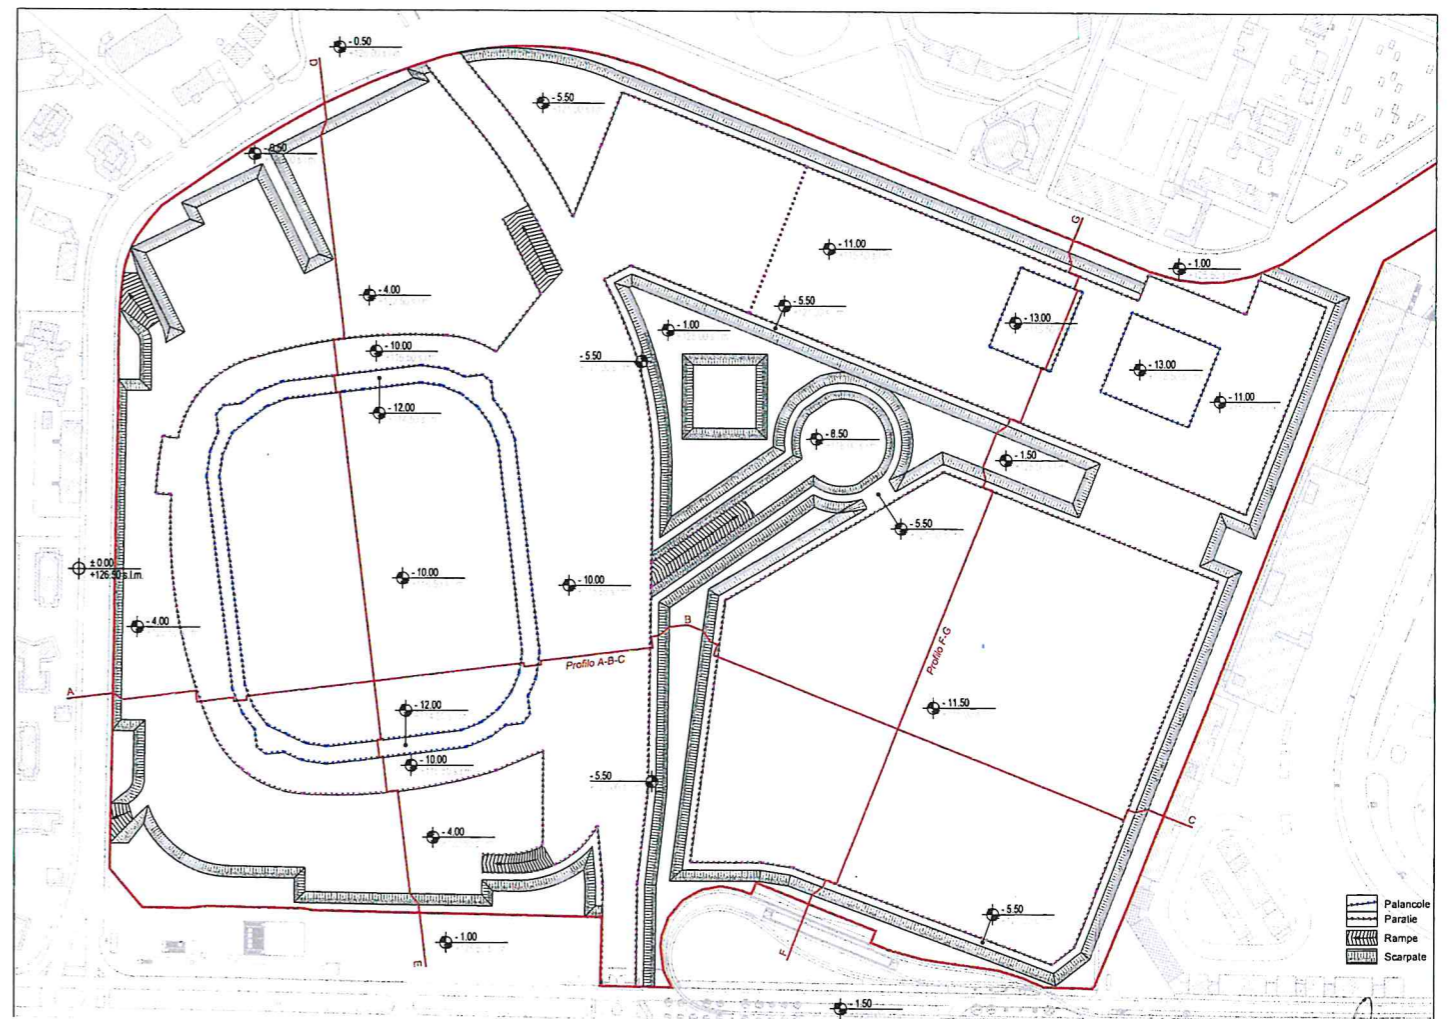 - 0.50
D
- 5.50
- 11.00
G
- 1.00
- 4.00
- 5.50
- 1.00
- 13.00
- 10.00
- 5.50
- 13.00
- 12.00
- 11.00
- 8.50
- 1.50
- 5.50
± 0.00
+126.50 s.l.m.
- 10.00
- 10.00
- 4.00
B
Profilo A-B-C
Profilo F-G
A
- 12.00
- 11.50
- 10.00
- 5.50
C
- 4.00
- 5.50
- 1.00
E
F
- 1.50
Palancole
Paratie
Rampe
Scarpate